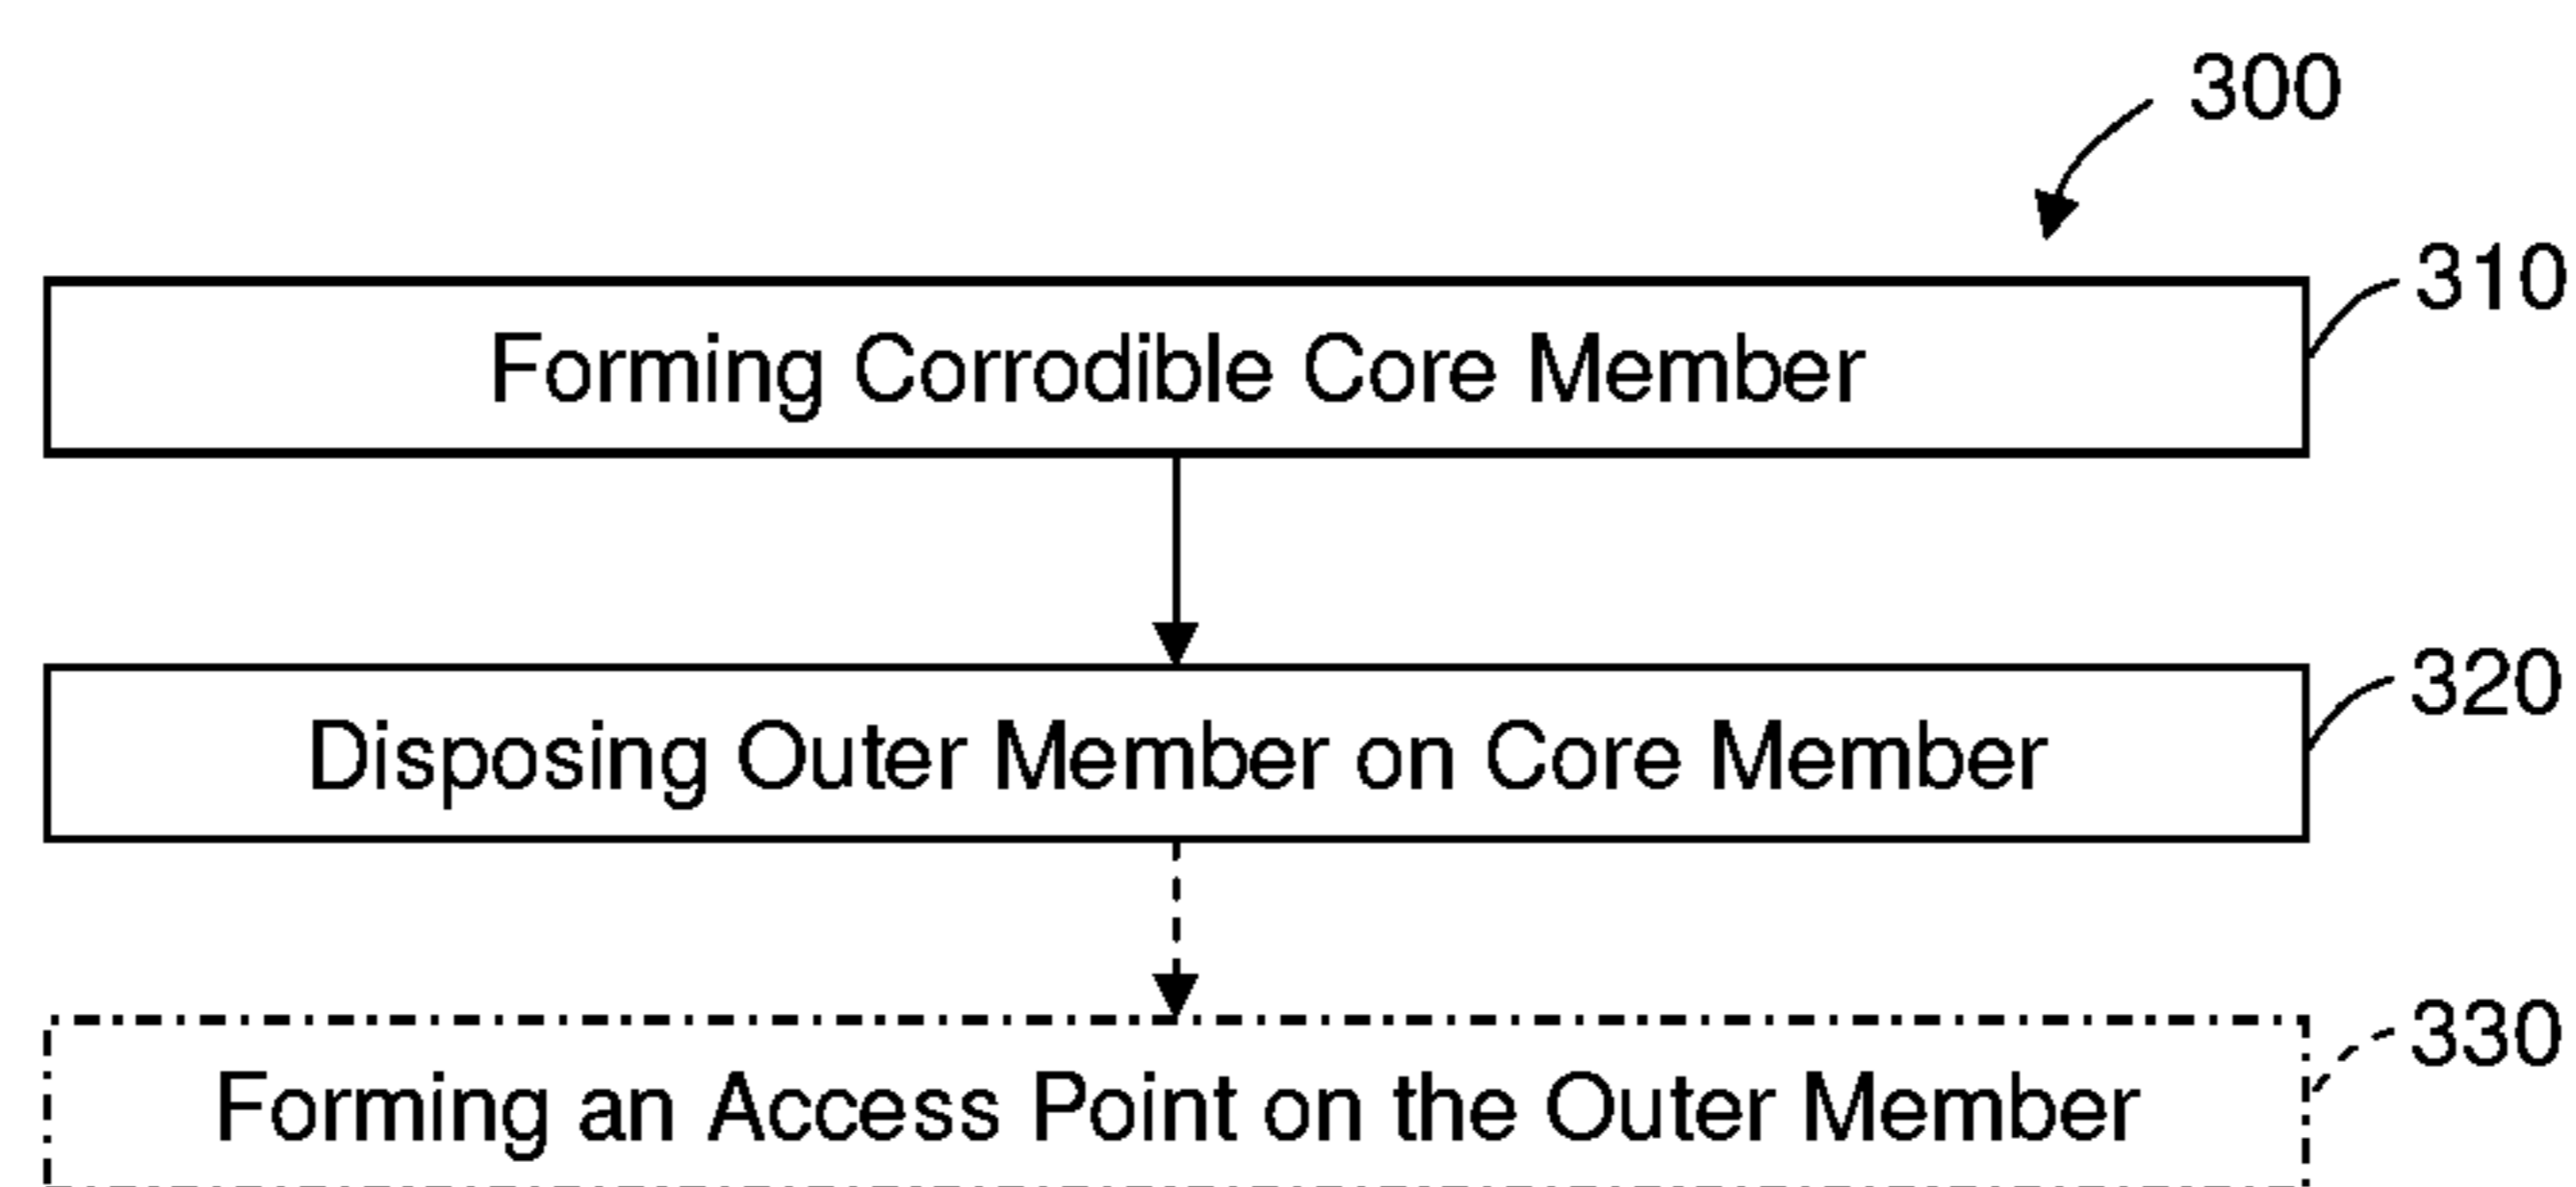 300
310
Forming Corrodible Core Member
320
Disposing Outer Member on Core Member
330
Forming an Access Point on the Outer Member